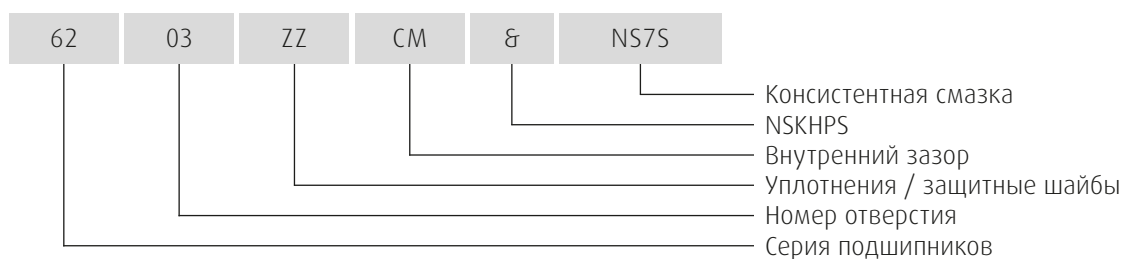 62 03 ZZ CM & NS7S
Консистентная смазка
NSKHPS
Внутренний зазор
Уплотнения / защитные шайбы
Номер отверстия
Серия подшипников